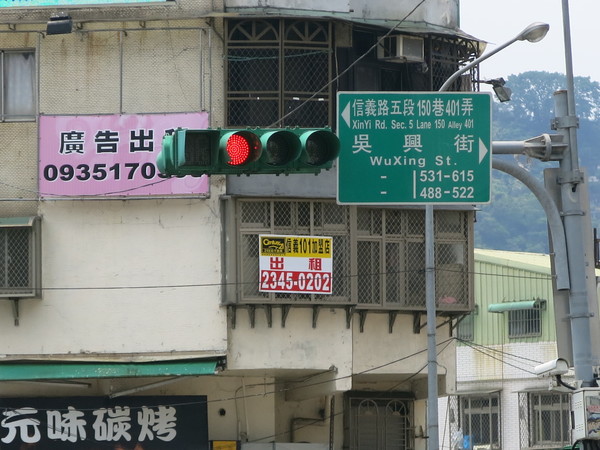 信義路五段150巷401弄
XinYi Rd. Sec. 5 Lane 150 Alley 401
吳興街
WuXing St.
- 531-615
- 488-522
廣告出
0935170
Century 21 信義101加盟店
出租
2345-0202
元味碳烤